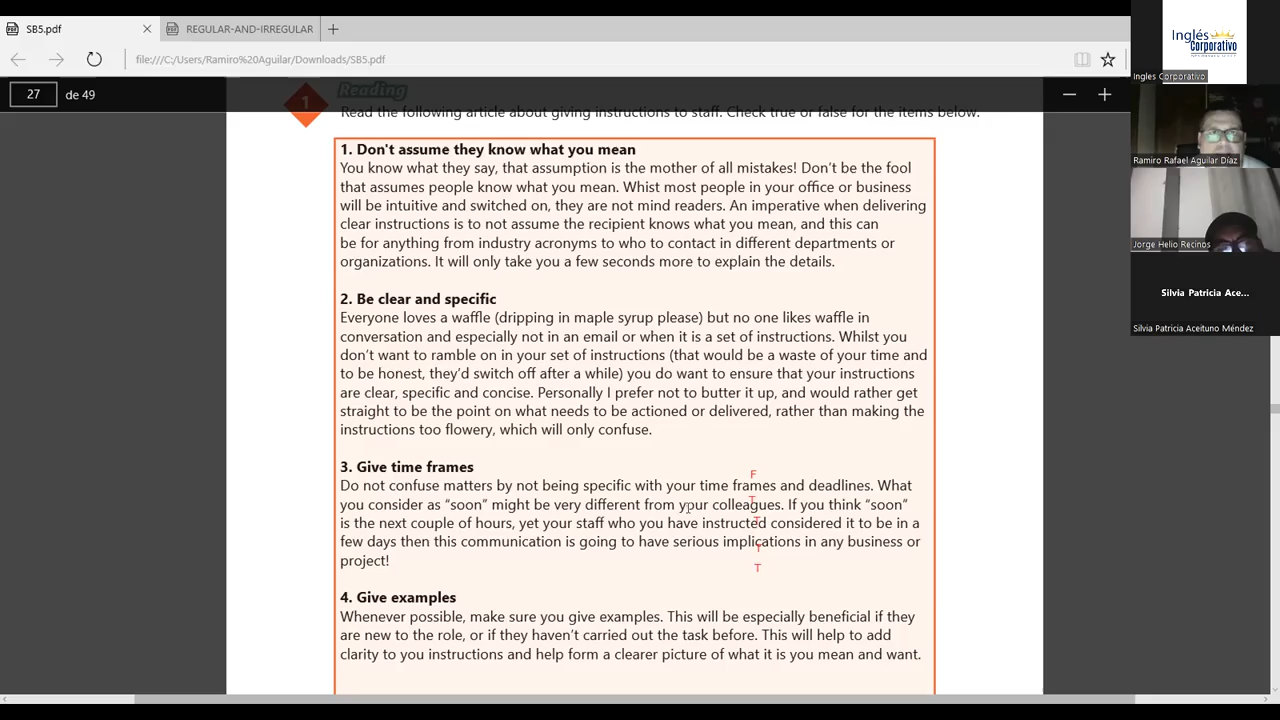 SB5.pdf
REGULAR-AND-IRREGULAR
file:///C:/Users/Ramiro%20Aguilar/Downloads/SB5.pdf
27 de 49
1 Reading
Read the following article about giving instructions to staff. Check true or false for the items below.
1. Don't assume they know what you mean
You know what they say, that assumption is the mother of all mistakes! Don't be the fool
that assumes people know what you mean. Whist most people in your office or business
will be intuitive and switched on, they are not mind readers. An imperative when delivering
clear instructions is to not assume the recipient knows what you mean, and this can
be for anything from industry acronyms to who to contact in different departments or
organizations. It will only take you a few seconds more to explain the details.
2. Be clear and specific
Everyone loves a waffle (dripping in maple syrup please) but no one likes waffle in
conversation and especially not in an email or when it is a set of instructions. Whilst you
don't want to ramble on in your set of instructions (that would be a waste of your time and
to be honest, they'd switch off after a while) you do want to ensure that your instructions
are clear, specific and concise. Personally I prefer not to butter it up, and would rather get
straight to be the point on what needs to be actioned or delivered, rather than making the
instructions too flowery, which will only confuse.
3. Give time frames
F
Do not confuse matters by not being specific with your time frames and deadlines. What
T
you consider as “soon” might be very different from your colleagues. If you think “soon”
T
is the next couple of hours, yet your staff who you have instructed considered it to be in a
T
few days then this communication is going to have serious implications in any business or
project!
T
4. Give examples
Whenever possible, make sure you give examples. This will be especially beneficial if they
are new to the role, or if they haven't carried out the task before. This will help to add
clarity to you instructions and help form a clearer picture of what it is you mean and want.
Inglés
Corporativo
Ingles Corporativo
Ramiro Rafael Aguilar Díaz
Jorge Helio Recinos
Silvia Patricia Ace...
Silvia Patricia Aceituno Méndez